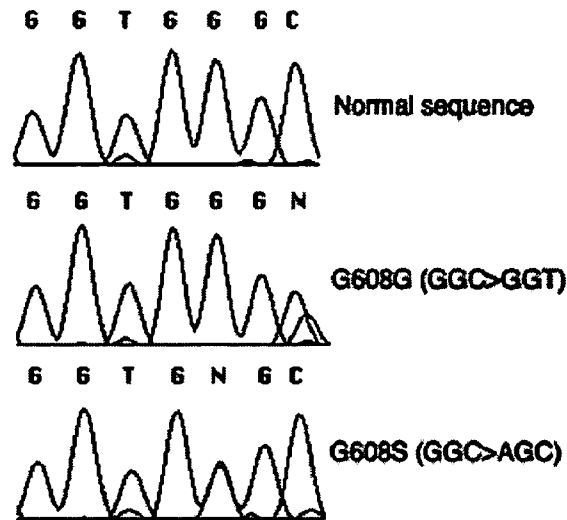 G G T G G G C
Normal sequence
G G T G G G N
G608G (GGC>GGT)
G G T G N G C
G608S (GGC>AGC)